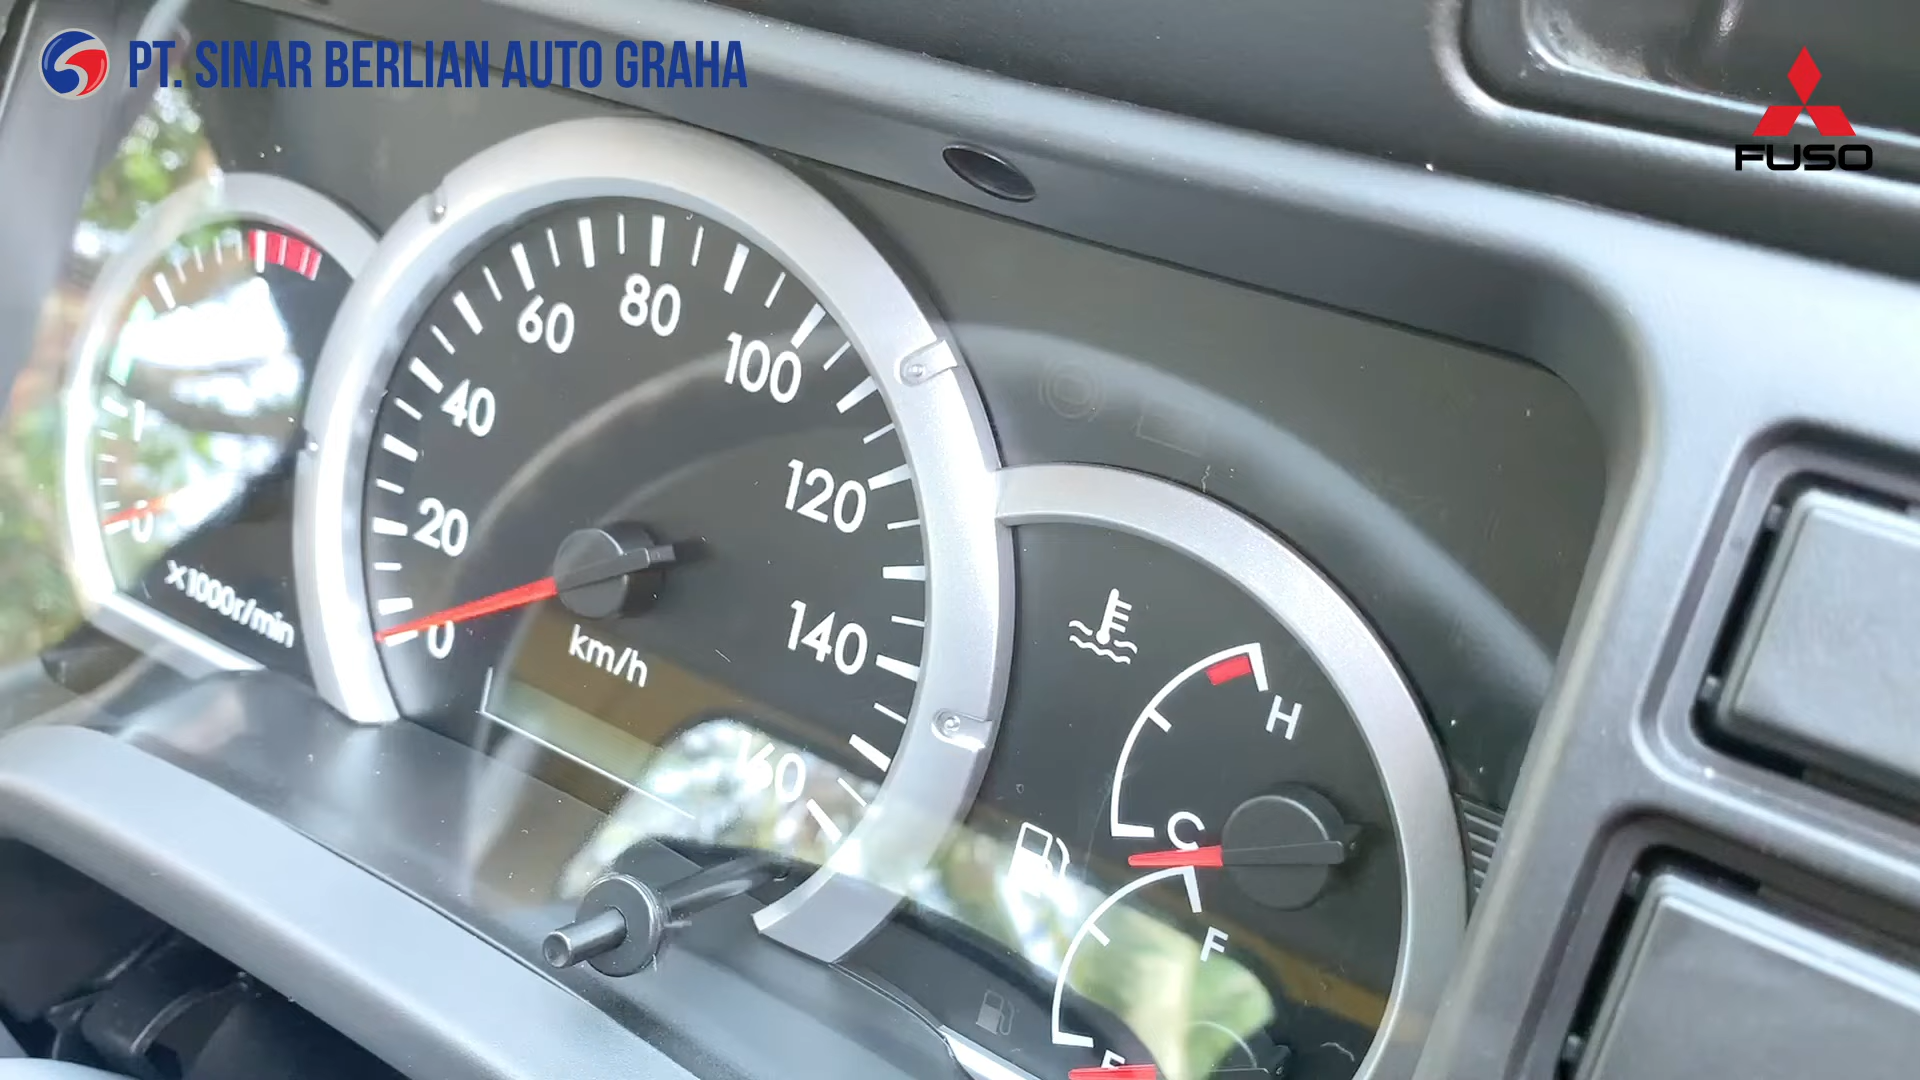 PT. SINAR BERLIAN AUTO GRAHA
FUSO
1
0
x1000r/min
0
20
40
60
80
100
120
140
160
km/h
H
C
F
E